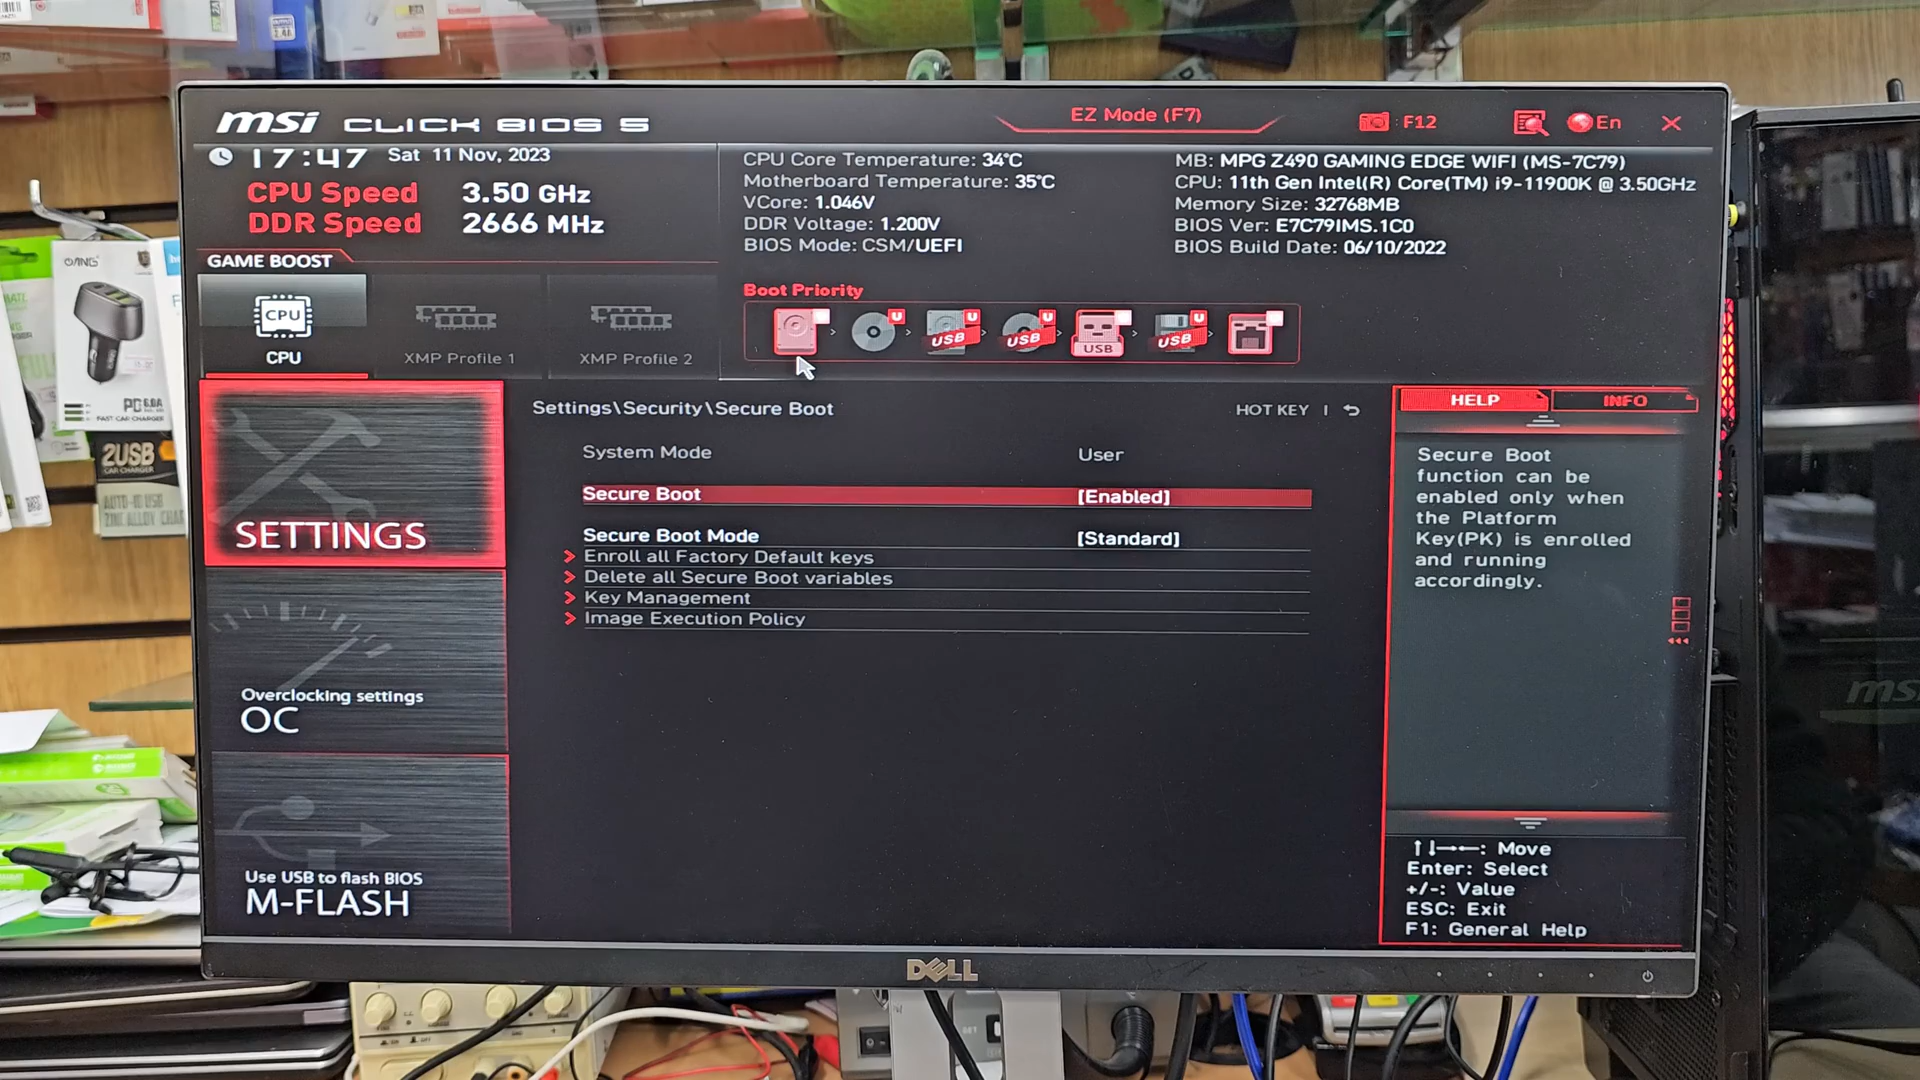 msi CLICK BIOS 5
EZ Mode (F7)
F12
En
X
17:47 Sat 11 Nov, 2023
CPU Speed 3.50 GHz
DDR Speed 2666 MHz
CPU Core Temperature: 34°C
Motherboard Temperature: 35°C
VCore: 1.046V
DDR Voltage: 1.200V
BIOS Mode: CSM/UEFI
MB: MPG Z490 GAMING EDGE WIFI (MS-7C79)
CPU: 11th Gen Intel(R) Core(TM) i9-11900K @ 3.50GHz
Memory Size: 32768MB
BIOS Ver: E7C79IMS.1C0
BIOS Build Date: 06/10/2022
GAME BOOST
CPU
CPU
XMP Profile 1
XMP Profile 2
Boot Priority
U
USB U
USB U
USB
USB U
Settings\Security\Secure Boot
HOT KEY |
System Mode User
Secure Boot [Enabled]
Secure Boot Mode [Standard]
> Enroll all Factory Default keys
> Delete all Secure Boot variables
> Key Management
> Image Execution Policy
SETTINGS
Overclocking settings
OC
Use USB to flash BIOS
M-FLASH
HELP
INFO
Secure Boot
function can be
enabled only when
the Platform
Key(PK) is enrolled
and running
accordingly.
↑↓→←: Move
Enter: Select
+/-: Value
ESC: Exit
F1: General Help
DELL
msi
2USB
CAR CHARGER
FAST CAR CHARGER